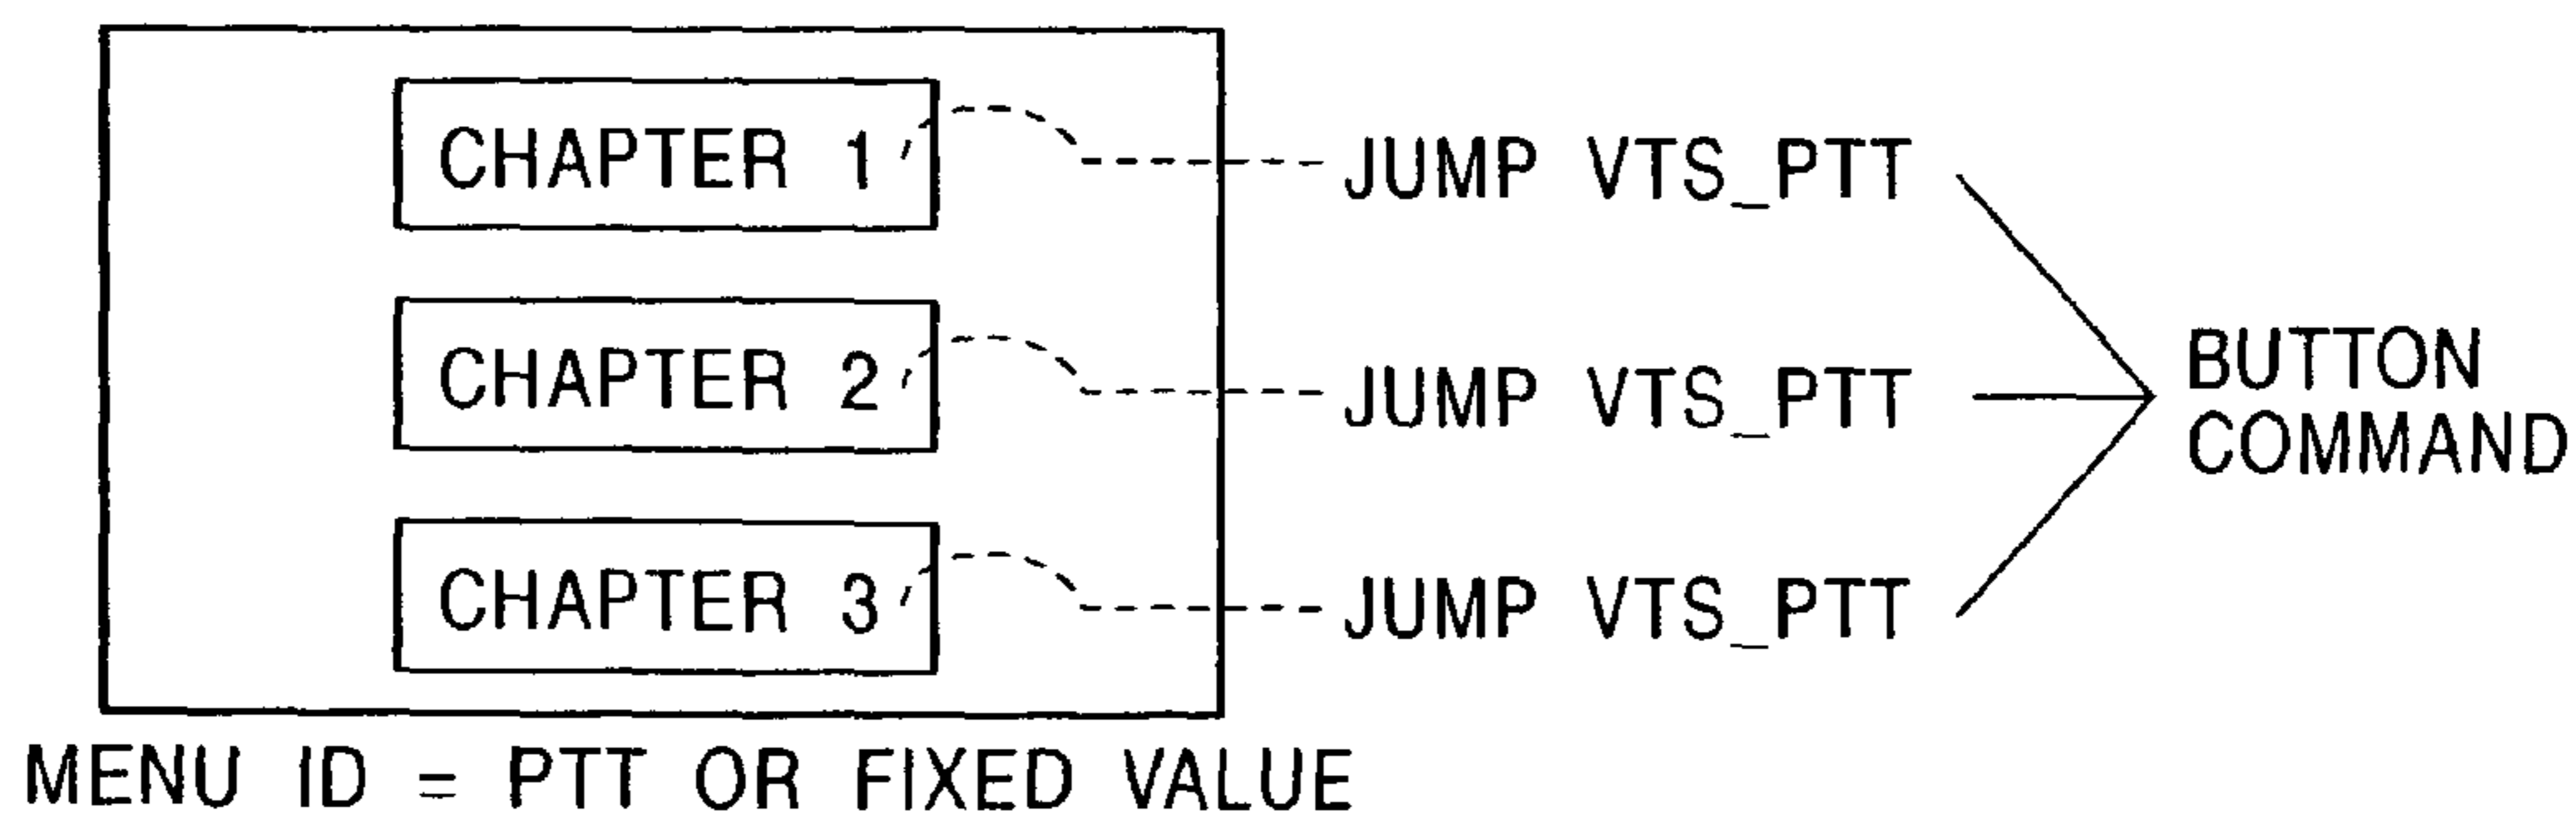 CHAPTER 1
JUMP VTS_PTT
CHAPTER 2
JUMP VTS_PTT
CHAPTER 3
JUMP VTS_PTT
BUTTON
COMMAND
MENU ID = PTT OR FIXED VALUE